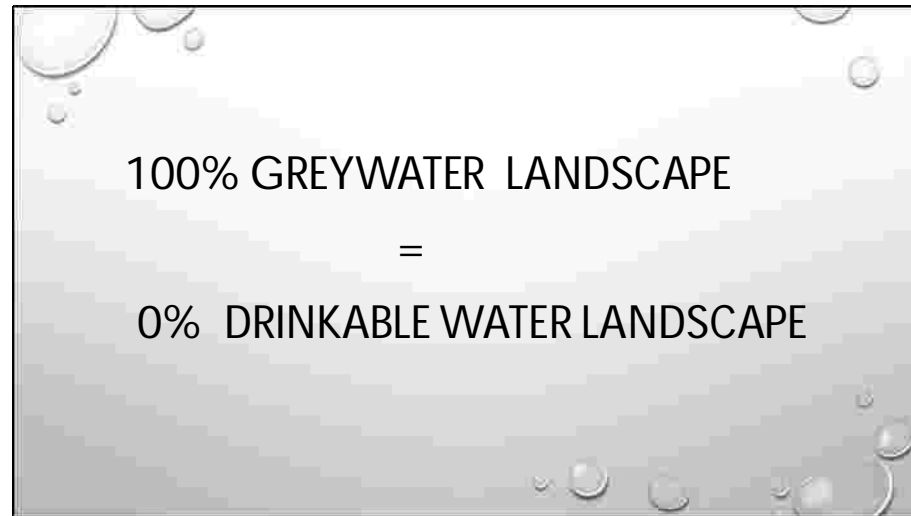 100% GREYWATER LANDSCAPE
=
0% DRINKABLE WATER LANDSCAPE